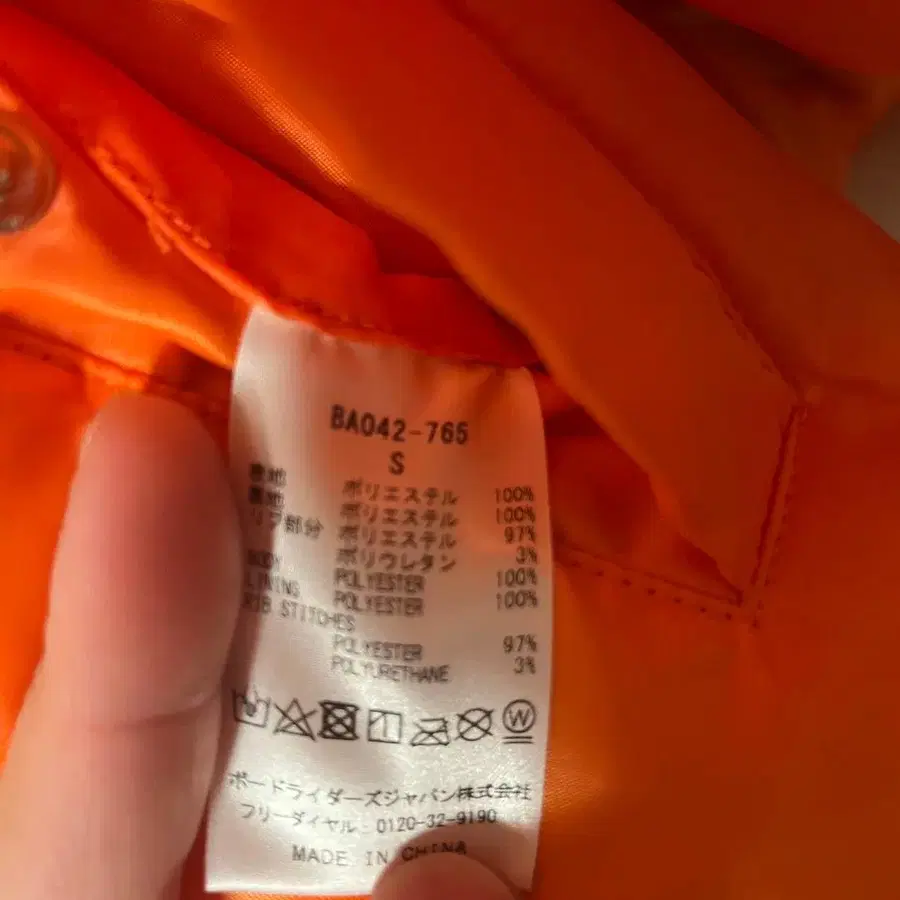 BA042-765
S
表地 ポリエステル 100%
裏地 ポリエステル 100%
リブ部分 ポリエステル 97%
ポリウレタン 3%
BODY POLYESTER 100%
LINING POLYESTER 100%
RIB STITCHES
POLYESTER 97%
POLYURETHANE 3%
W
ボードライダーズジャパン株式会社
フリーダイヤル:0120-32-9190
MADE IN CHINA